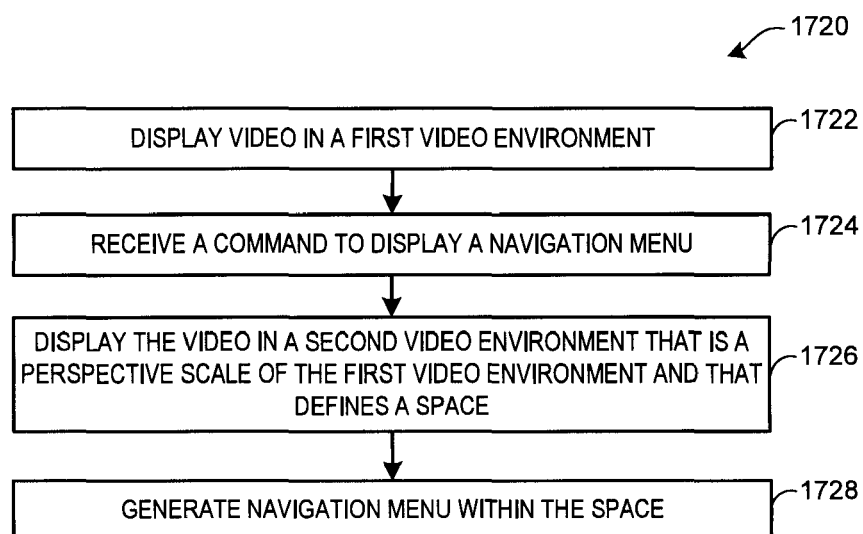 1720
DISPLAY VIDEO IN A FIRST VIDEO ENVIRONMENT
1722
RECEIVE A COMMAND TO DISPLAY A NAVIGATION MENU
1724
DISPLAY THE VIDEO IN A SECOND VIDEO ENVIRONMENT THAT IS A
PERSPECTIVE SCALE OF THE FIRST VIDEO ENVIRONMENT AND THAT
DEFINES A SPACE
1726
GENERATE NAVIGATION MENU WITHIN THE SPACE
1728